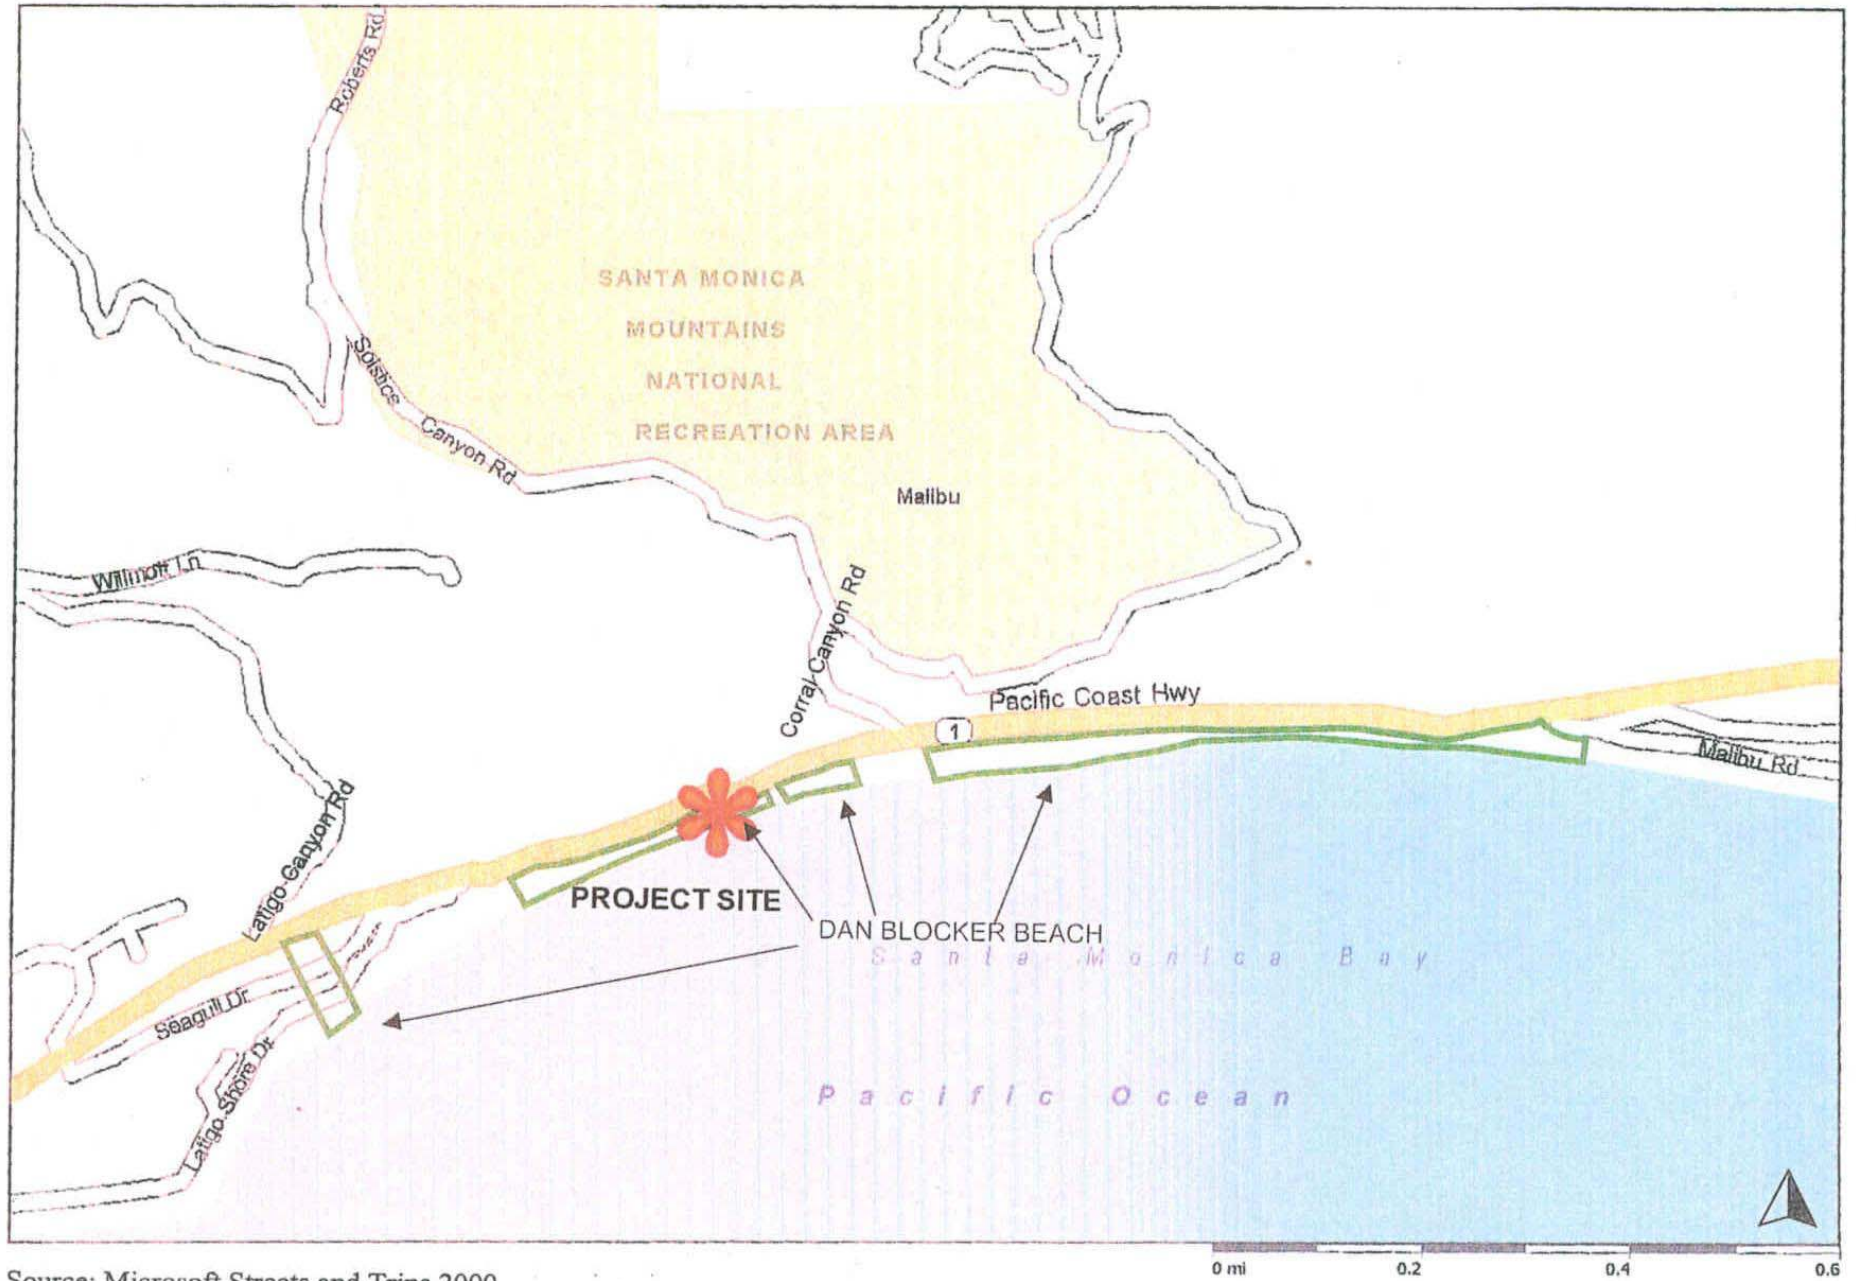 Roberts Rd
SANTA MONICA
MOUNTAINS
NATIONAL
RECREATION AREA
Solstice
Canyon Rd
Malibu
Willmott Ln
Corral Canyon Rd
Pacific Coast Hwy
1
Malibu Rd
Latigo Canyon Rd
PROJECT SITE
DAN BLOCKER BEACH
Santa Monica Bay
Seagull Dr
Latigo Shore Dr
Pacific Ocean
0 mi 0.2 0.4 0.6
Source: Microsoft Streets and Trips 2000